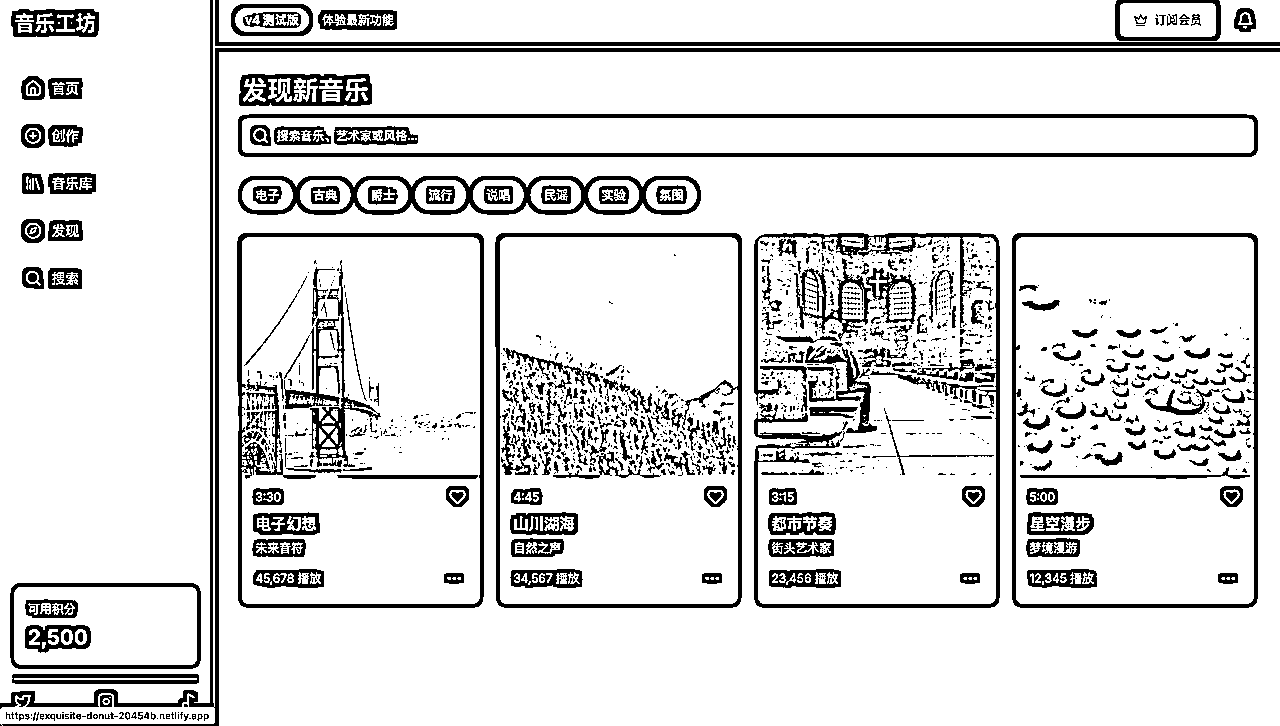 音乐工坊
首页
创作
音乐库
发现
搜索
可用积分
2,500
https://exquisite-donut-20454b.netlify.app
v4 测试版
体验最新功能
订阅会员
发现新音乐
搜索音乐、艺术家或风格...
电子
古典
爵士
流行
说唱
民谣
实验
氛围
3:30
电子幻想
未来音符
45,678 播放
4:45
山川湖海
自然之声
34,567 播放
3:15
都市节奏
街头艺术家
23,456 播放
5:00
星空漫步
梦境漫游
12,345 播放